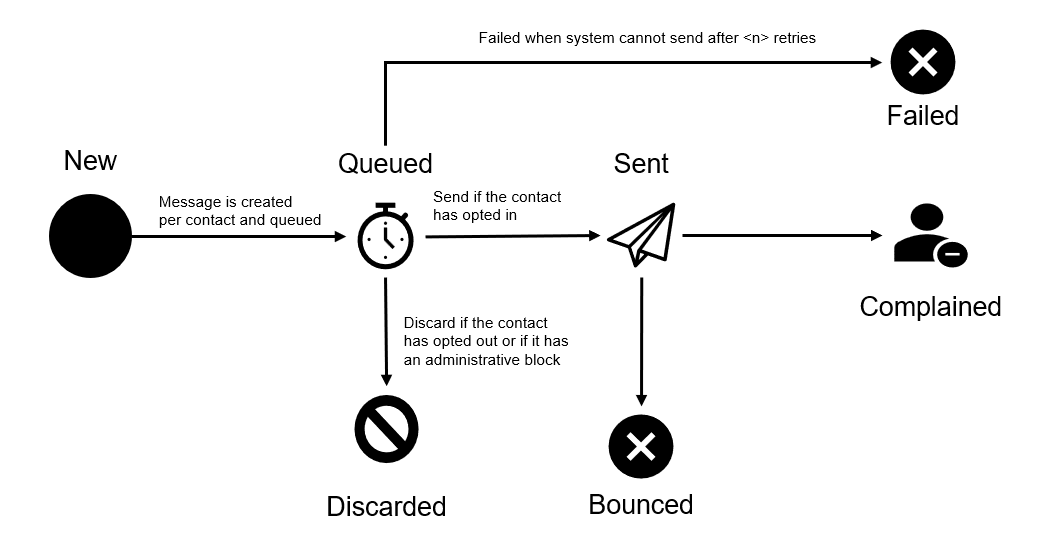 Failed when system cannot send after <n> retries
Failed
New
Queued
Sent
Message is created
per contact and queued
Send if the contact
has opted in
Complained
Discard if the contact
has opted out or if it has
an administrative block
Discarded
Bounced